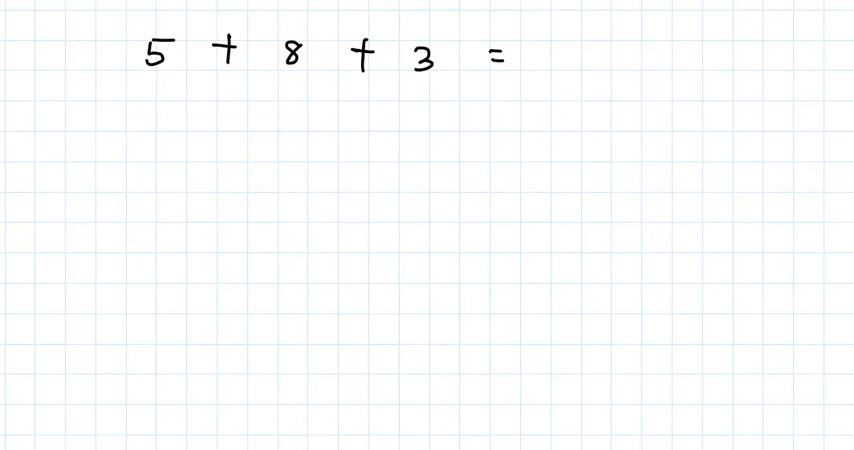 5 + 8 + 3 =